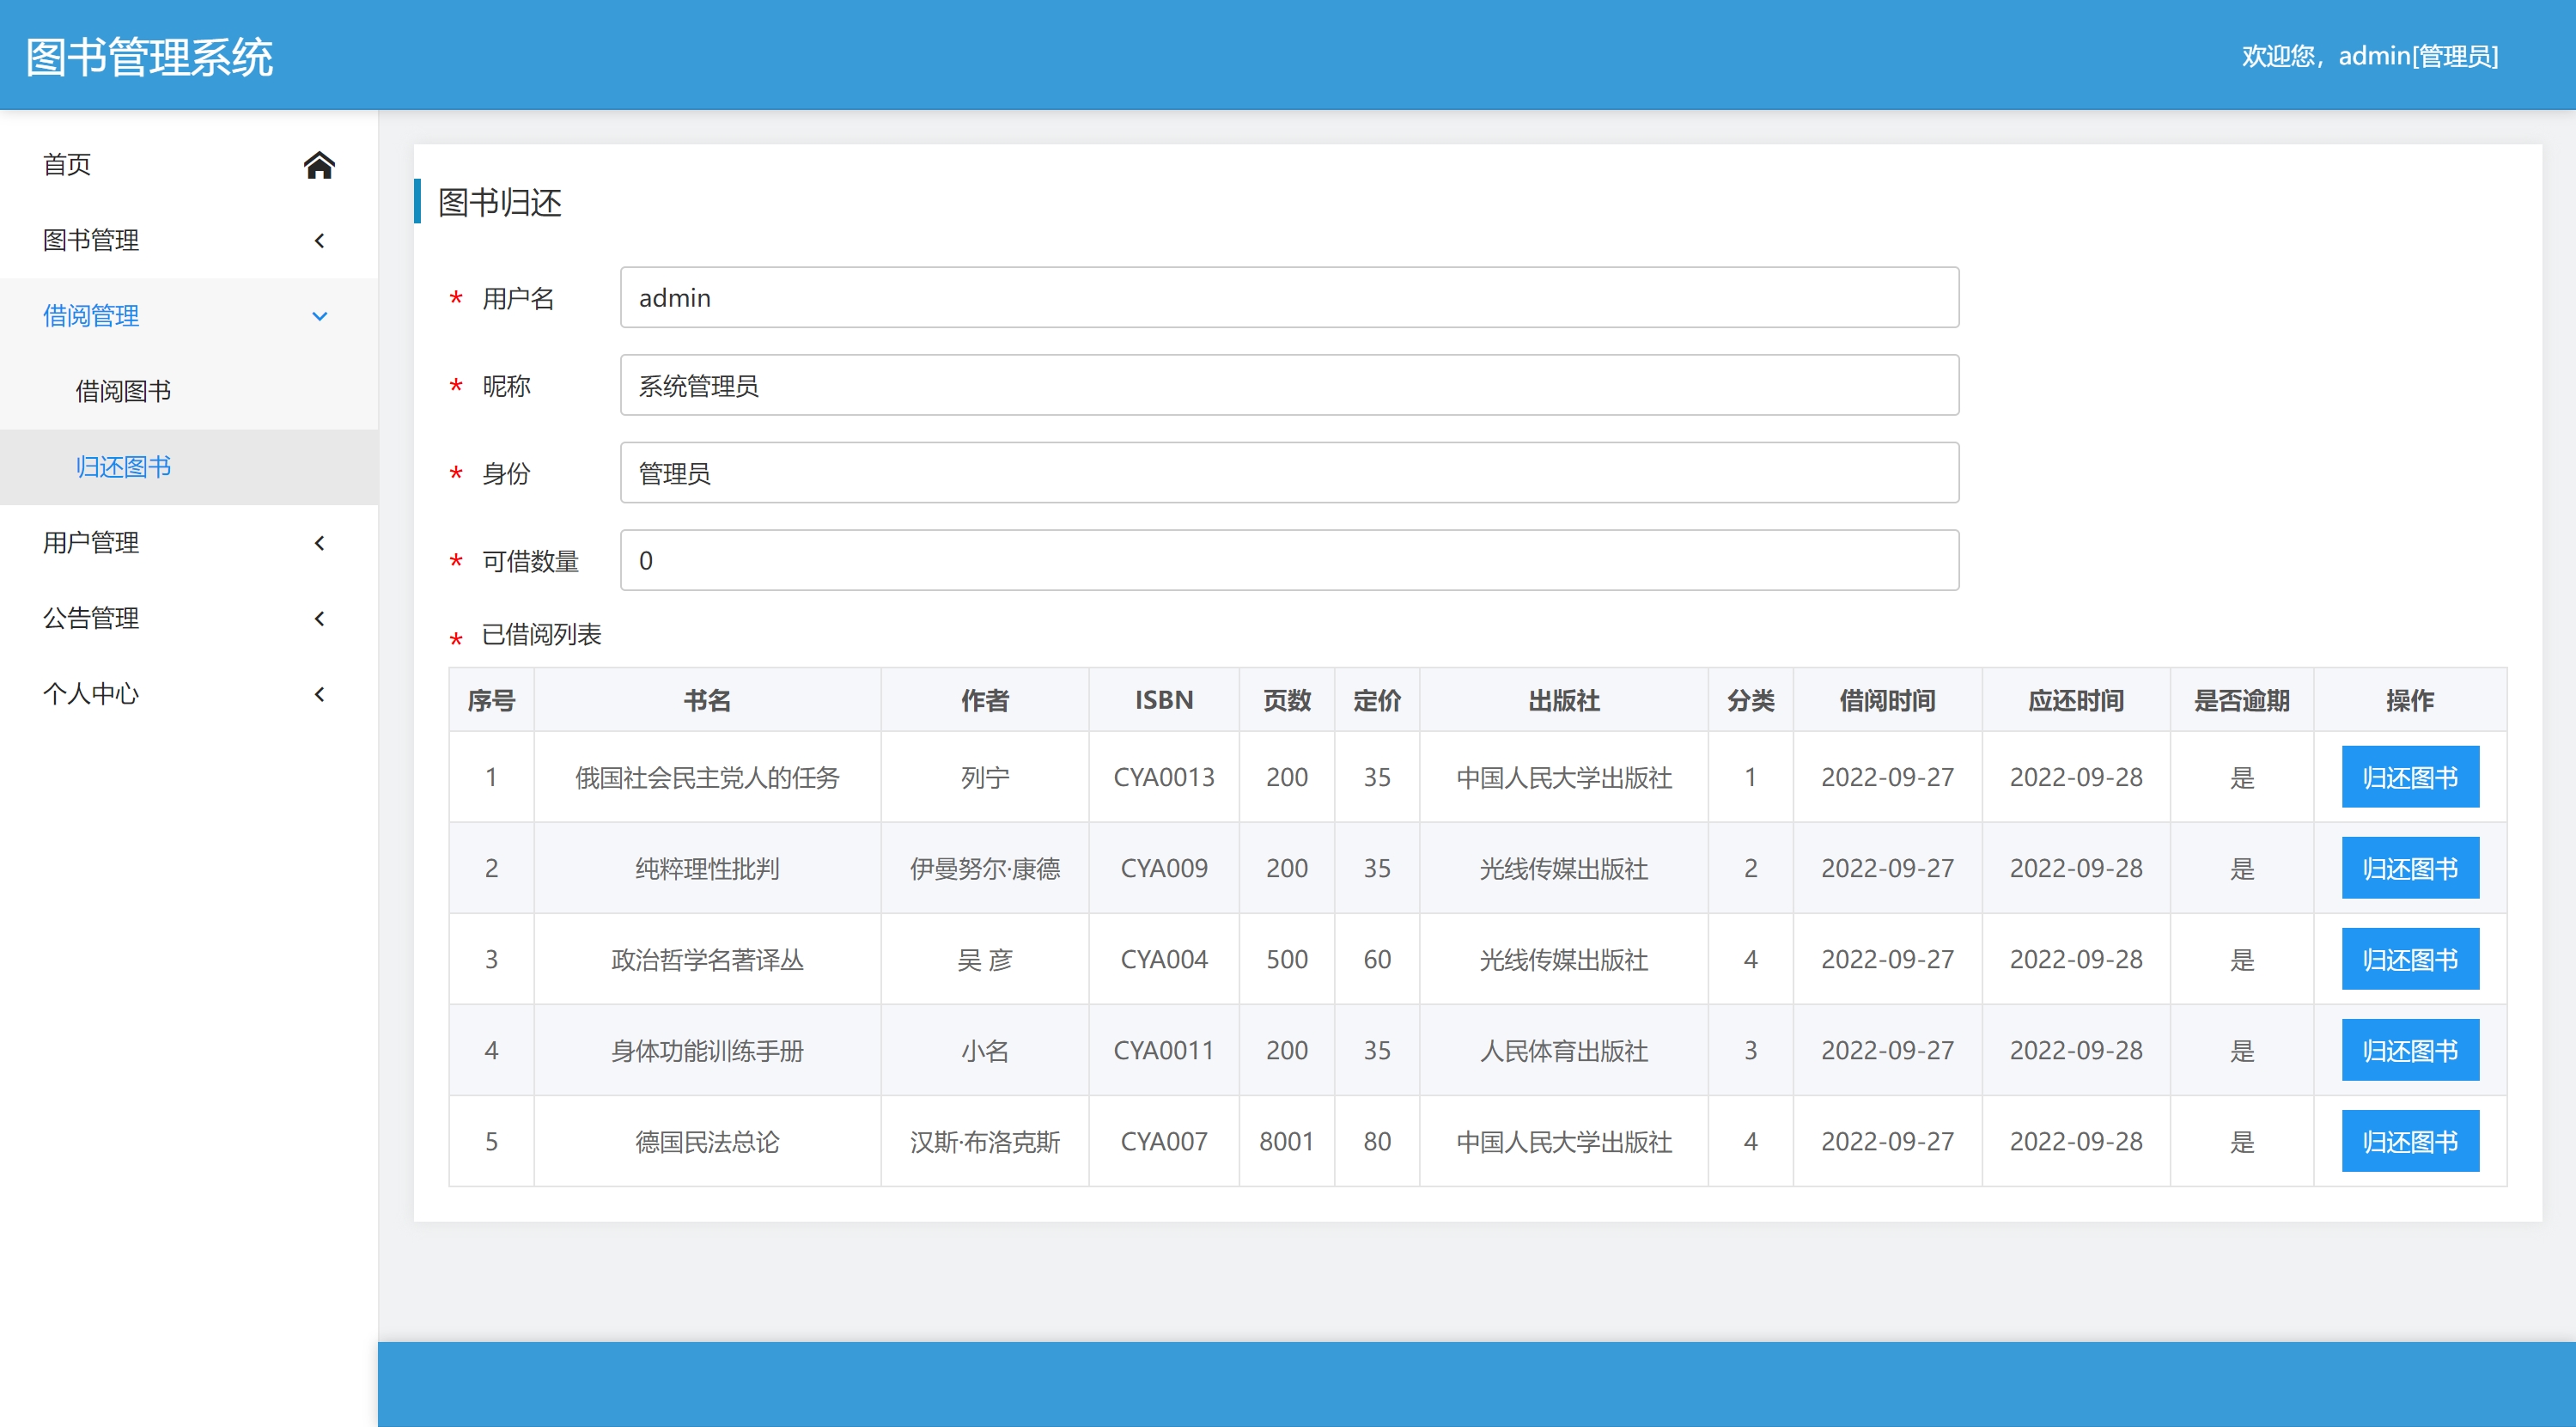 图书管理系统
欢迎您，admin[管理员]
首页
图书管理
借阅管理
借阅图书
归还图书
用户管理
公告管理
个人中心
图书归还
* 用户名 admin
* 昵称 系统管理员
* 身份 管理员
* 可借数量 0
* 已借阅列表
序号 书名 作者 ISBN 页数 定价 出版社 分类 借阅时间 应还时间 是否逾期 操作
1 俄国社会民主党人的任务 列宁 CYA0013 200 35 中国人民大学出版社 1 2022-09-27 2022-09-28 是 归还图书
2 纯粹理性批判 伊曼努尔·康德 CYA009 200 35 光线传媒出版社 2 2022-09-27 2022-09-28 是 归还图书
3 政治哲学名著译丛 吴 彦 CYA004 500 60 光线传媒出版社 4 2022-09-27 2022-09-28 是 归还图书
4 身体功能训练手册 小名 CYA0011 200 35 人民体育出版社 3 2022-09-27 2022-09-28 是 归还图书
5 德国民法总论 汉斯·布洛克斯 CYA007 8001 80 中国人民大学出版社 4 2022-09-27 2022-09-28 是 归还图书